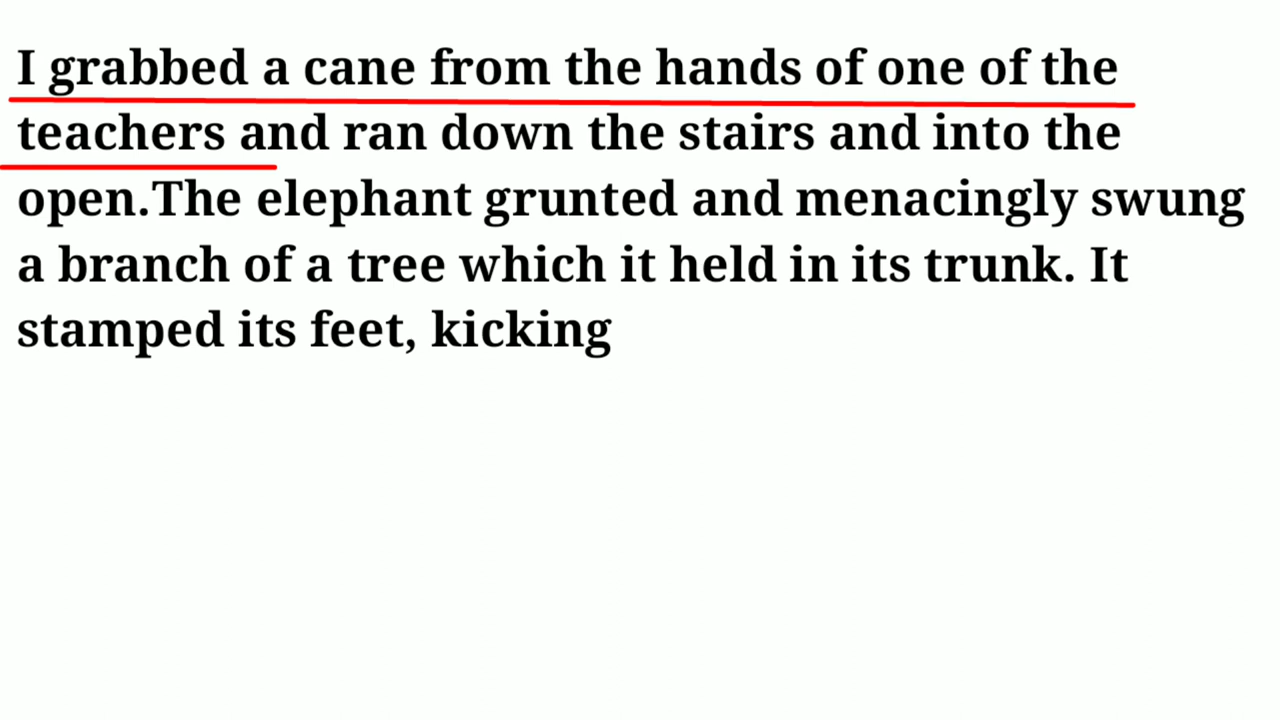 I grabbed a cane from the hands of one of the
teachers and ran down the stairs and into the
open.The elephant grunted and menacingly swung
a branch of a tree which it held in its trunk. It
stamped its feet, kicking